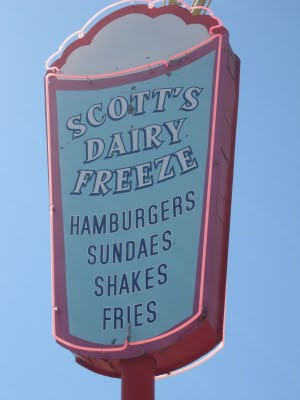 SCOTT'S
DAIRY
FREEZE
HAMBURGERS
SUNDAES
SHAKES
FRIES